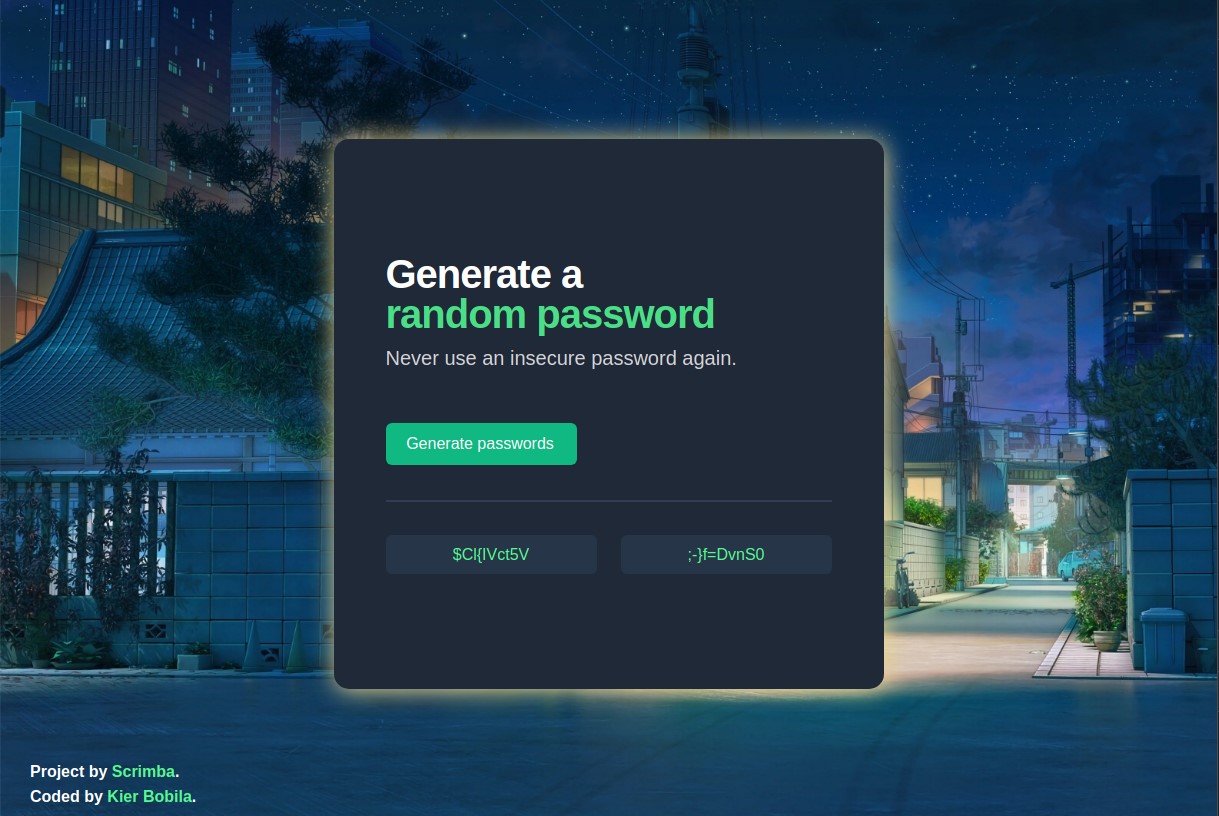 Generate a
random password
Never use an insecure password again.
Generate passwords
$Cl{IVct5V
;-}f=DvnS0
Project by Scrimba.
Coded by Kier Bobila.